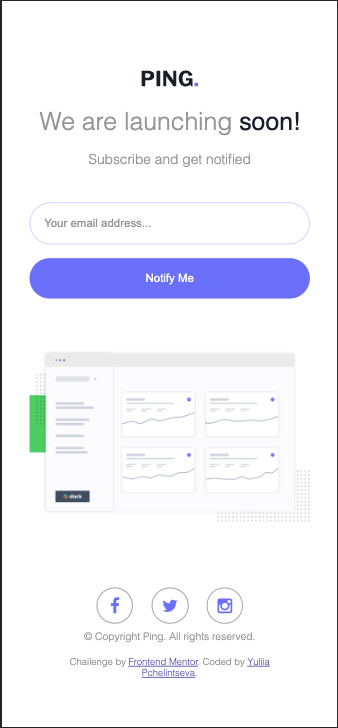 PING.
We are launching soon!
Subscribe and get notified
Your email address...
Notify Me
slack
© Copyright Ping. All rights reserved.
Challenge by Frontend Mentor. Coded by Yuliia
Pchelintseva.